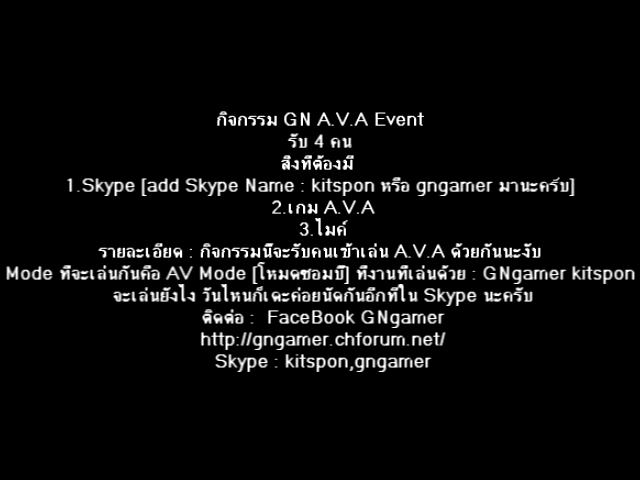 กิจกรรม GN A.V.A Event
รับ 4 คน
สิ่งที่ต้องมี
1.Skype [add Skype Name : kitspon หรือ gngamer มานะครับ]
2.เกม A.V.A
3.ไมค์
รายละเอียด : กิจกรรมนี้จะรับคนเข้าเล่น A.V.A ด้วยกันนะงับ
Mode ที่จะเล่นกันคือ AV Mode [โหมดซอมบี้] ทีงานที่เล่นด้วย : GNgamer kitspon
จะเล่นยังไง วันไหนก็เดะค่อยนัดกันอีกทีใน Skype นะครับ
ติดต่อ : FaceBook GNgamer
http://gngamer.chforum.net/
Skype : kitspon,gngamer